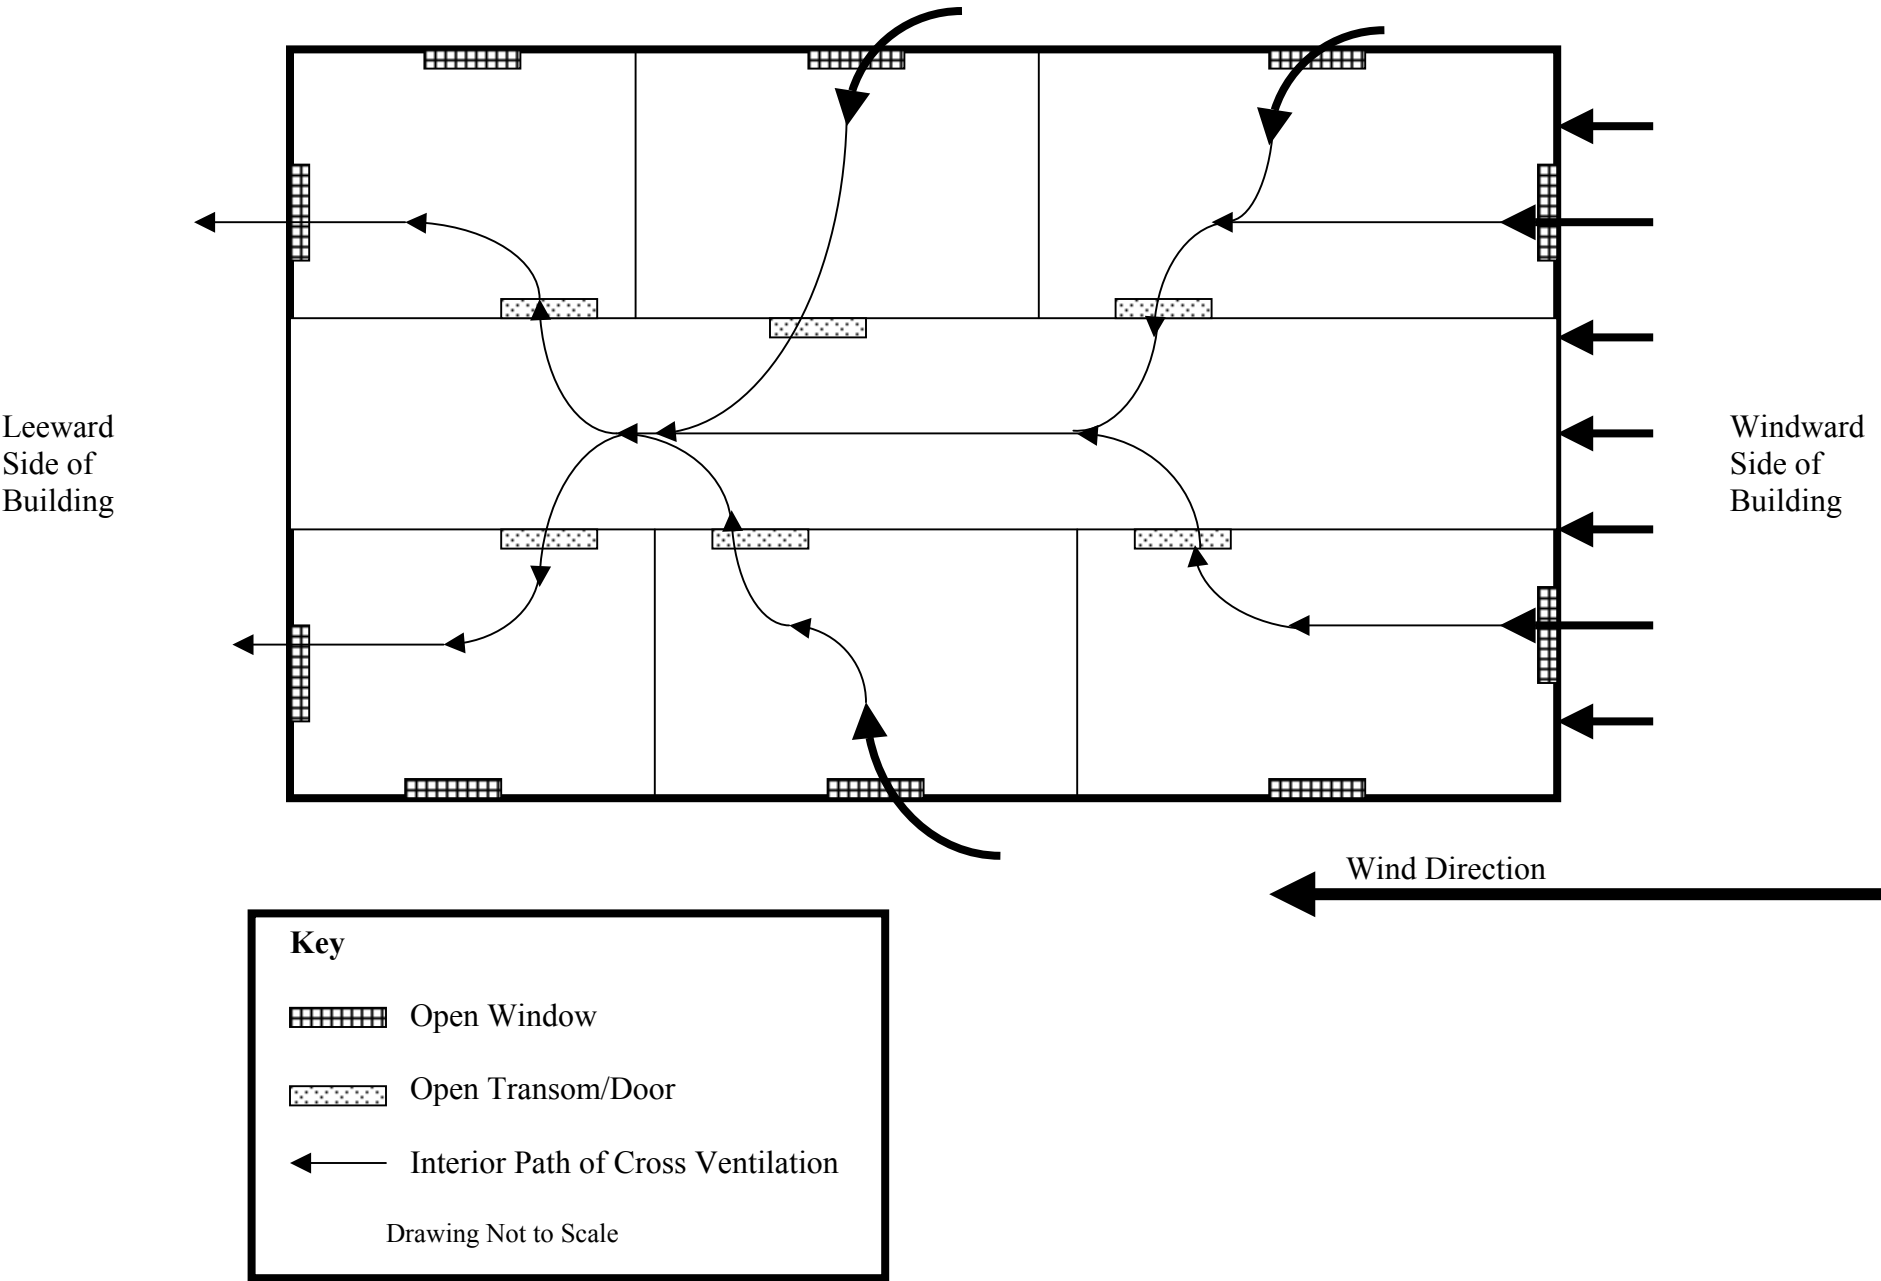 Leeward
Side of
Building
Windward
Side of
Building
Wind Direction
Key
Open Window
Open Transom/Door
Interior Path of Cross Ventilation
Drawing Not to Scale